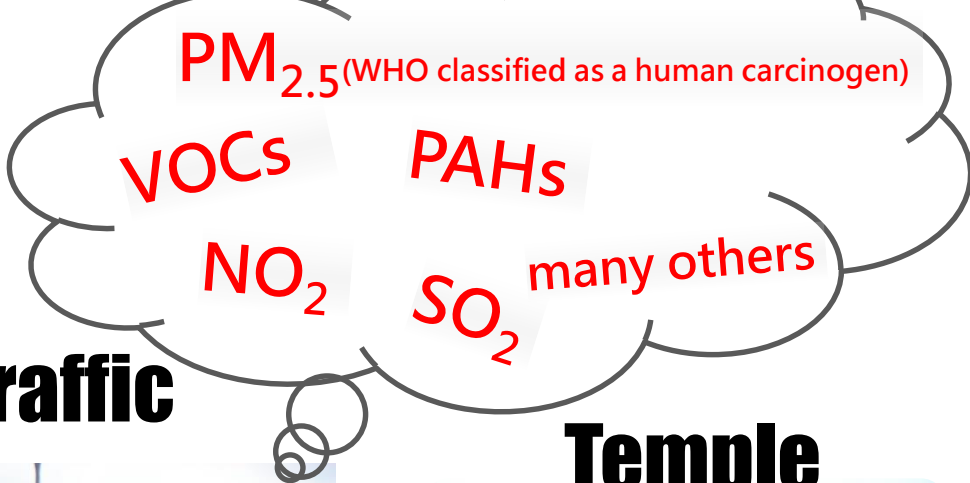 PM2.5(WHO classified as a human carcinogen)
VOCs
PAHs
NO2
SO2
many others
raffic
Temple